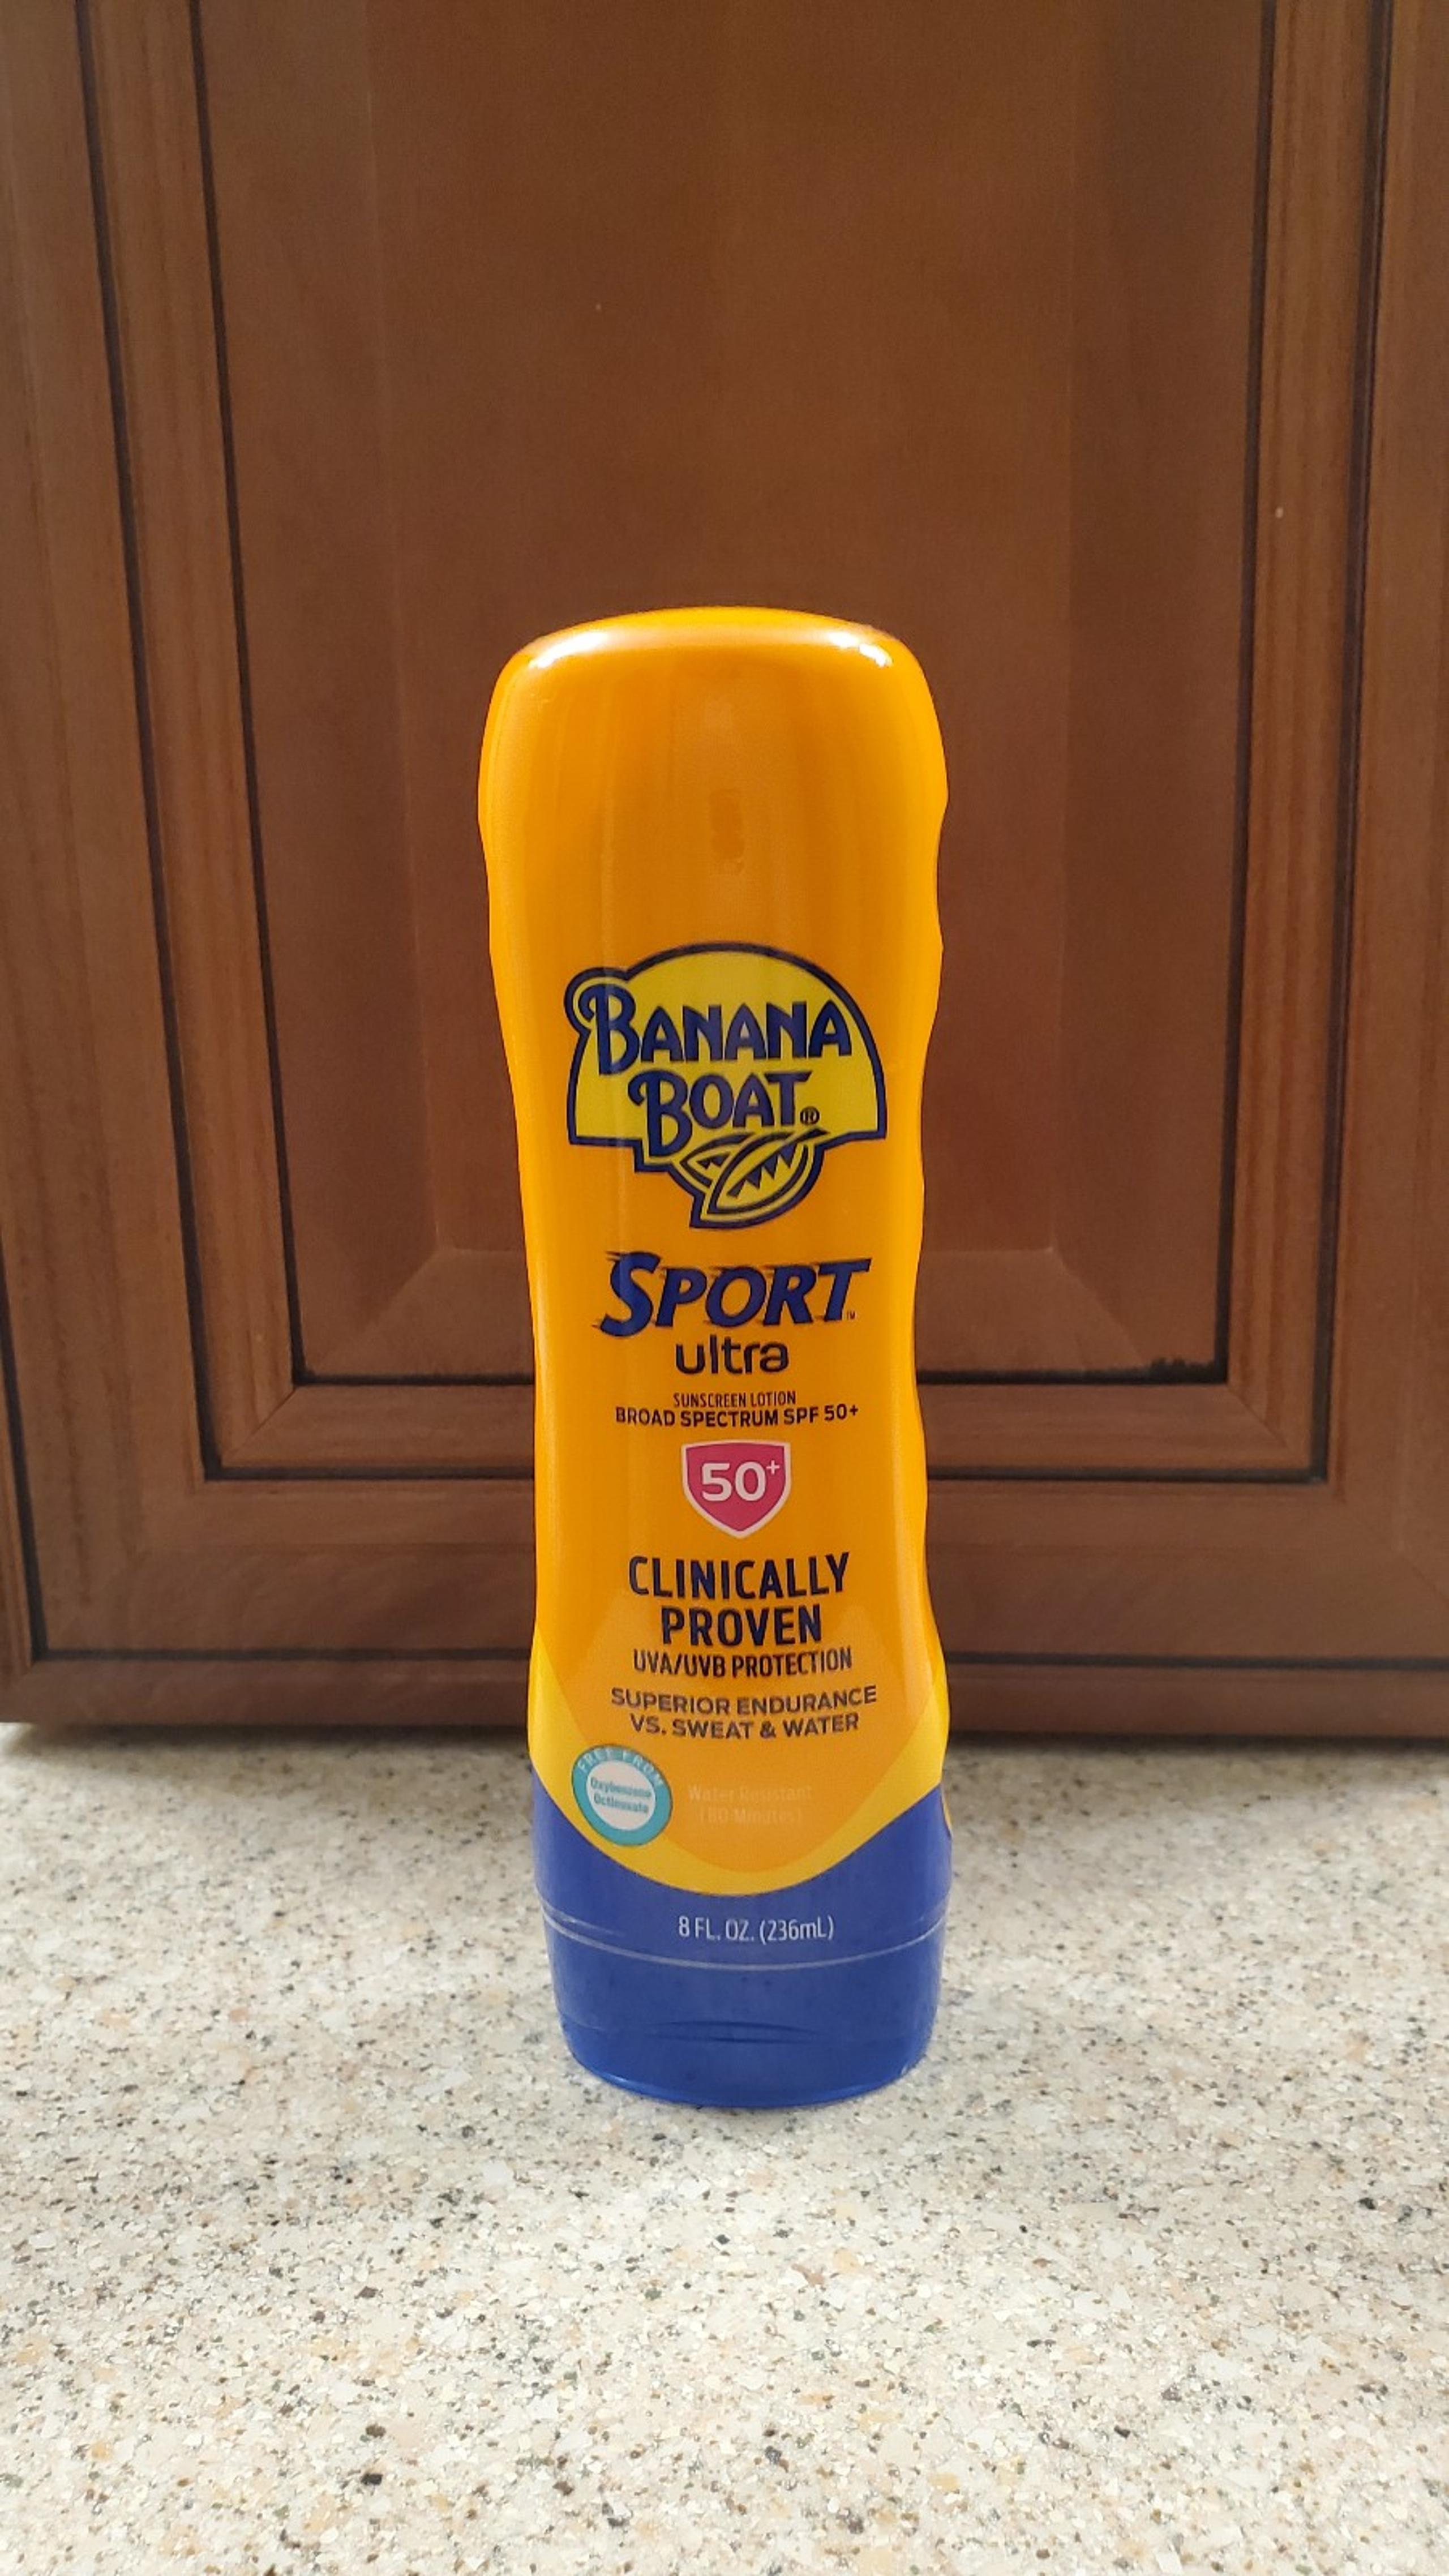 BANANA
BOAT®
SPORT™
ultra
SUNSCREEN LOTION
BROAD SPECTRUM SPF 50+
50+
CLINICALLY
PROVEN
UVA/UVB PROTECTION
SUPERIOR ENDURANCE
VS. SWEAT & WATER
FREE FROM
Oxybenzone
Octinoxate
Water Resistant
(80 Minutes)
8 FL. OZ. (236mL)